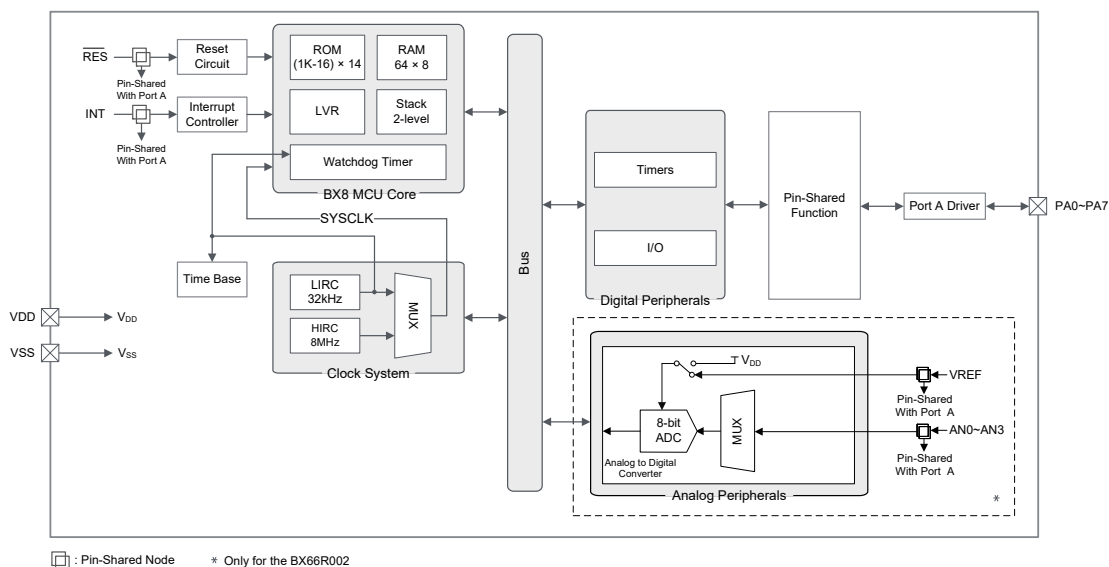 RES
Pin-Shared
With Port A
Reset
Circuit
INT
Pin-Shared
With Port A
Interrupt
Controller
ROM
(1K-16) × 14
RAM
64 × 8
LVR
Stack
2-level
Watchdog Timer
BX8 MCU Core
SYSCLK
Time Base
LIRC
32kHz
HIRC
8MHz
MUX
Clock System
VDD
VDD
VSS
VSS
Bus
Timers
I/O
Digital Peripherals
Pin-Shared
Function
Port A Driver
PA0~PA7
VDD
VREF
Pin-Shared
With Port A
8-bit
ADC
MUX
AN0~AN3
Pin-Shared
With Port A
Analog to Digital
Converter
Analog Peripherals
*
: Pin-Shared Node
* Only for the BX66R002